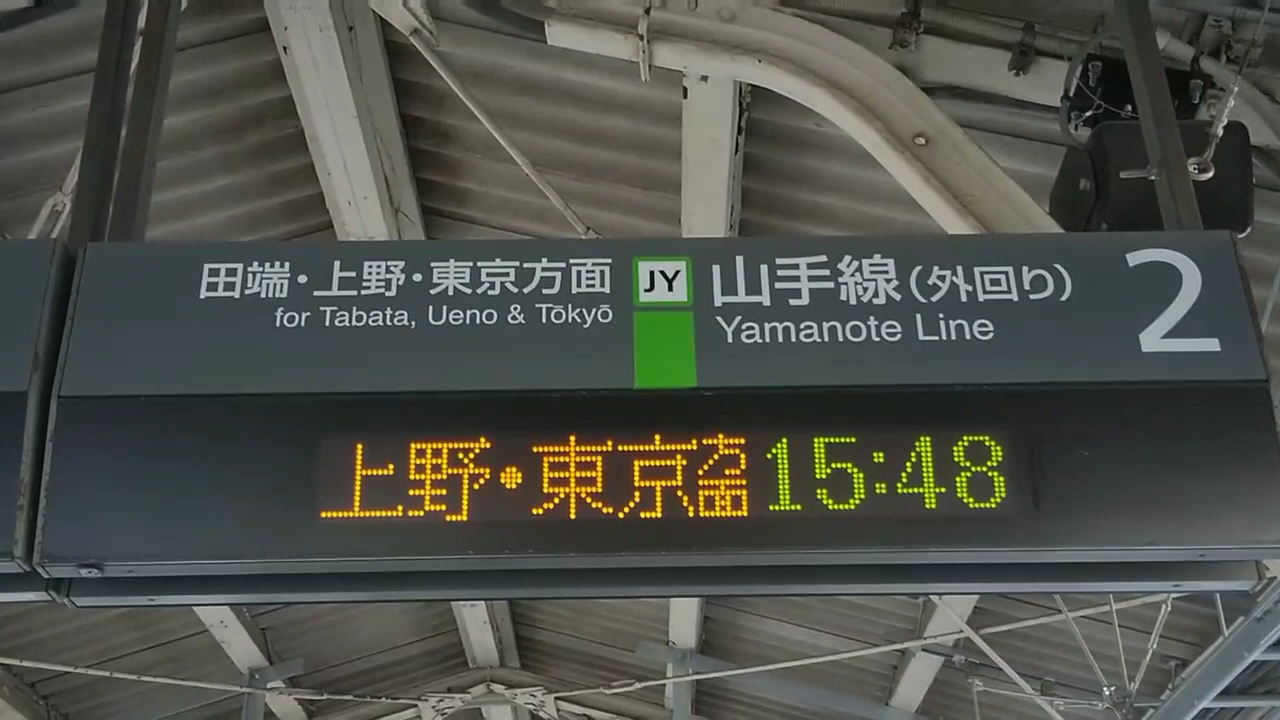 田端・上野・東京方面
for Tabata, Ueno & Tōkyō
JY
山手線(外回り)
Yamanote Line
2
上野・東京方面 15:48